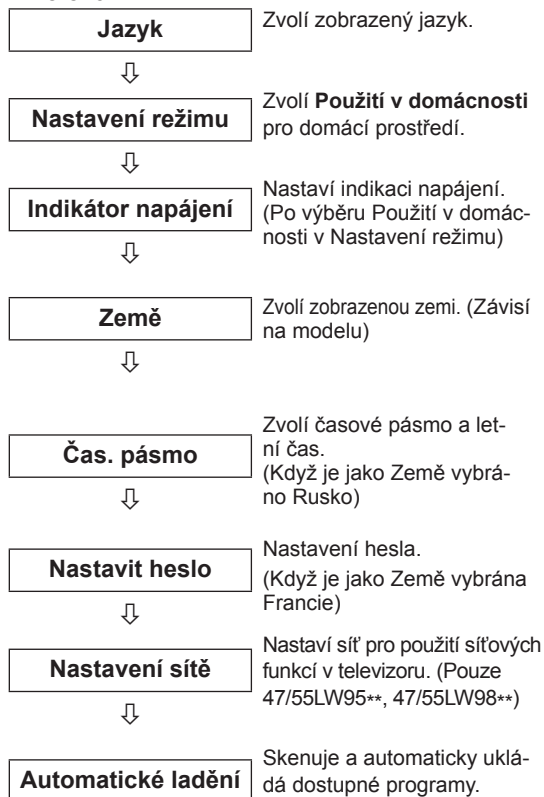 Jazyk
Zvolí zobrazený jazyk.
⇩
Nastavení režimu
Zvolí Použití v domácnosti
pro domácí prostředí.
⇩
Indikátor napájení
Nastaví indikaci napájení.
(Po výběru Použití v domác-
nosti v Nastavení režimu)
⇩
Země
Zvolí zobrazenou zemi. (Závisí
na modelu)
⇩
Čas. pásmo
Zvolí časové pásmo a let-
ní čas.
(Když je jako Země vybrá-
no Rusko)
⇩
Nastavit heslo
Nastavení hesla.
(Když je jako Země vybrána
Francie)
⇩
Nastavení sítě
Nastaví síť pro použití síťových
funkcí v televizoru. (Pouze
47/55LW95**, 47/55LW98**)
⇩
Automatické ladění
Skenuje a automaticky uklá-
dá dostupné programy.